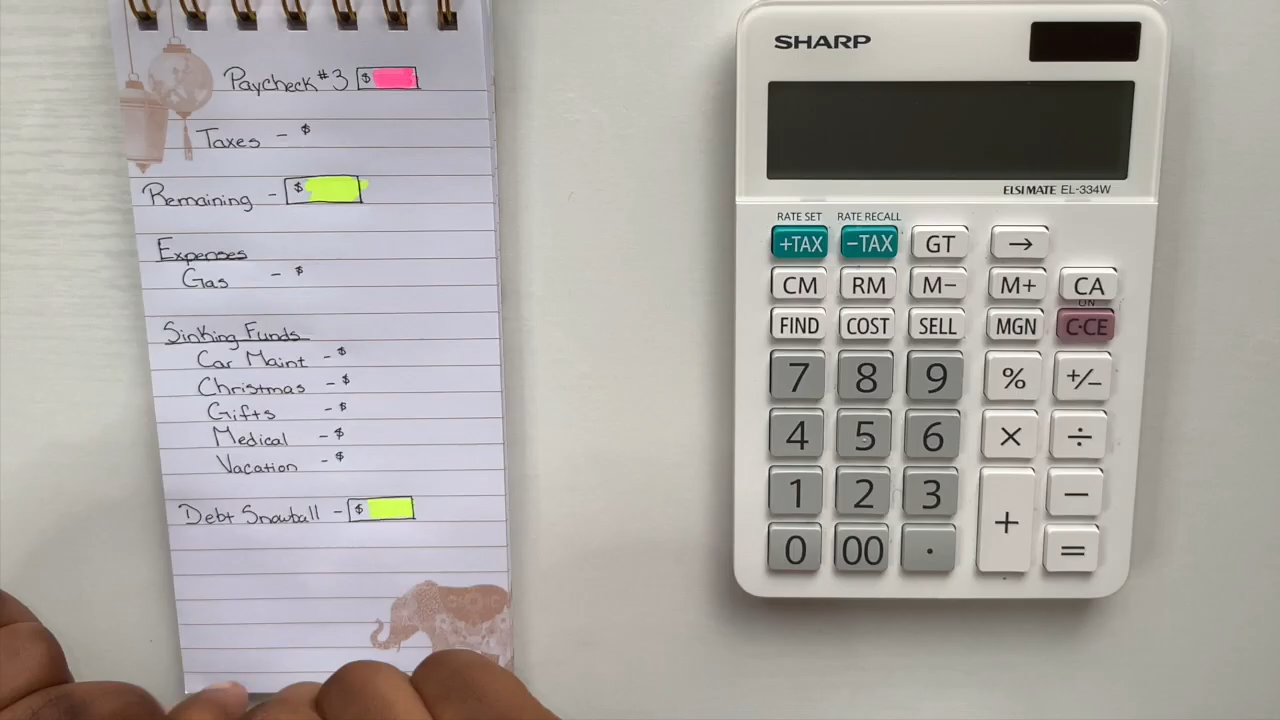 Paycheck #3 $
Taxes - $
Remaining - $
Expenses
Gas - $
Sinking Funds
Car Maint - $
Christmas - $
Gifts - $
Medical - $
Vacation - $
Debt Snowball - $
SHARP
ELSI MATE EL-334W
RATE SET RATE RECALL
+TAX -TAX GT →
CM RM M- M+ CA
ON
FIND COST SELL MGN C·CE
7 8 9 % +/-
4 5 6 × ÷
1 2 3 + -
0 00 . =